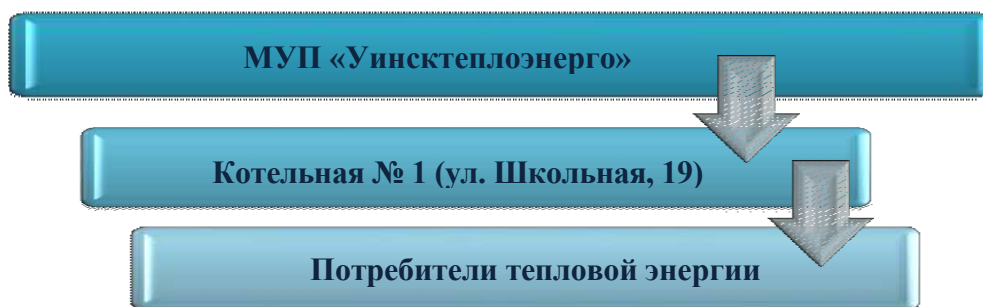 МУП «Уинсктеплоэнерго»
Котельная № 1 (ул. Школьная, 19)
Потребители тепловой энергии